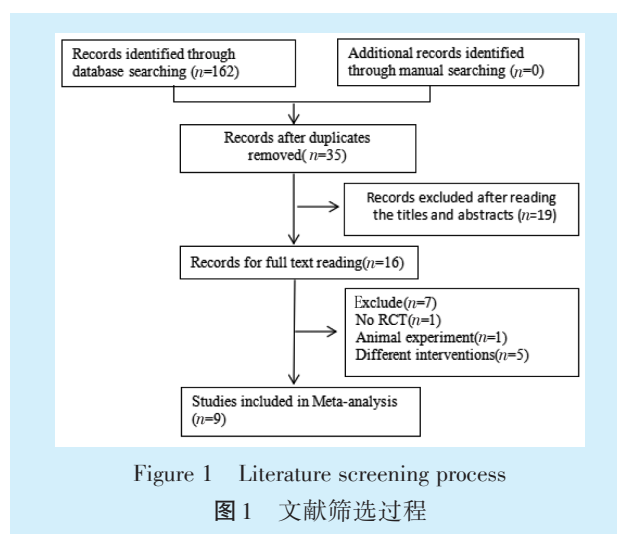 Records identified through
database searching (n=162)
Additional records identified
through manual searching (n=0)
Records after duplicates
removed( n=35)
Records excluded after reading
the titles and abstracts (n=19)
Records for full text reading(n=16)
Exclude(n=7)
No RCT(n=1)
Animal experiment(n=1)
Different interventions(n=5)
Studies included in Meta-analysis
(n=9)
Figure 1 Literature screening process
图1 文献筛选过程